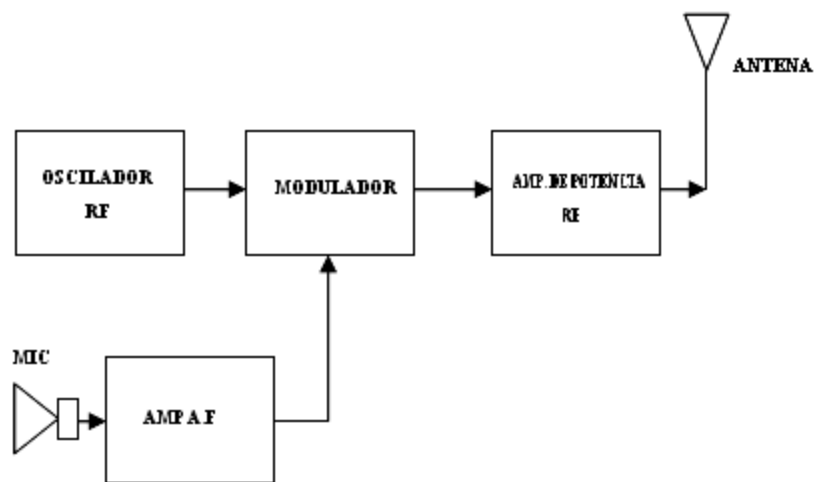 ANTENA
OSCILADOR
RF
MODULADOR
AMP. DE POTENCIA
RF
MIC
AMP A.F